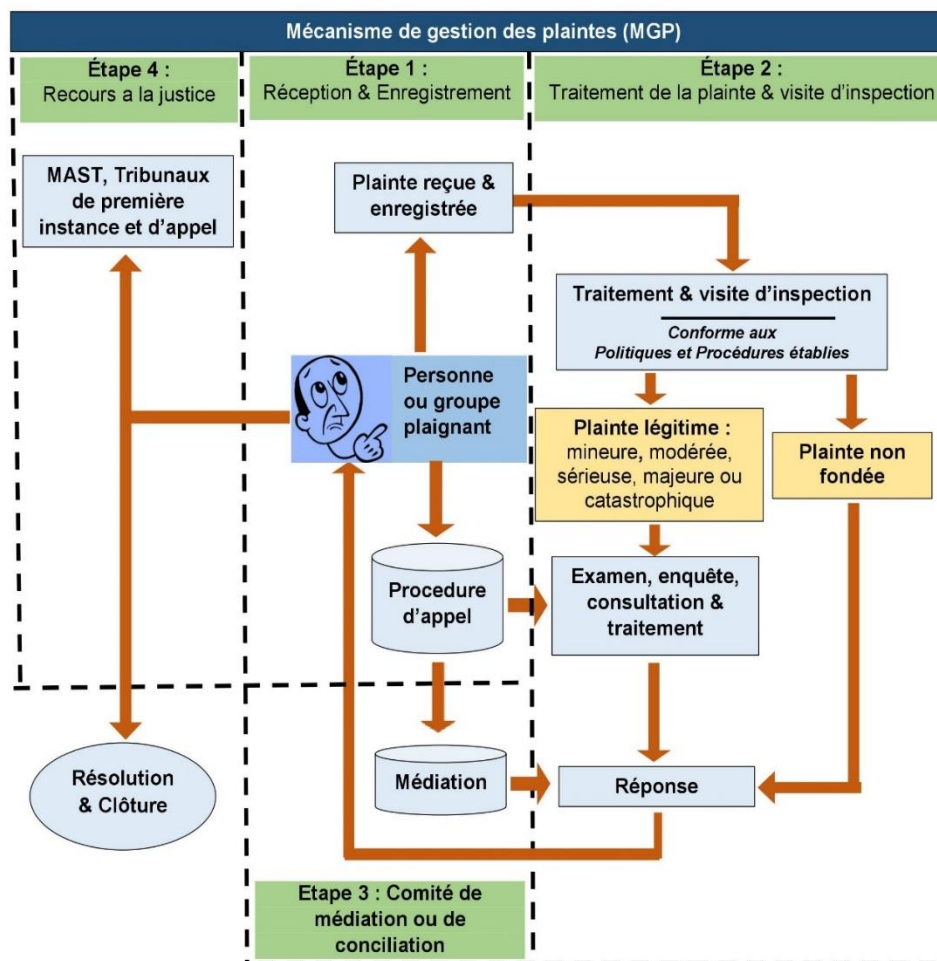 Mécanisme de gestion des plaintes (MGP)
Étape 4 :
Recours a la justice
Étape 1 :
Réception & Enregistrement
Étape 2 :
Traitement de la plainte & visite d'inspection
MAST, Tribunaux
de première
instance et d'appel
Plainte reçue &
enregistrée
Traitement & visite d'inspection
Conforme aux
Politiques et Procédures établies
Personne
ou groupe
plaignant
Plainte légitime :
mineure, modérée,
sérieuse, majeure ou
catastrophique
Plainte non
fondée
Procedure
d'appel
Examen, enquête,
consultation &
traitement
Résolution
& Clôture
Médiation
Réponse
Etape 3 : Comité de
médiation ou de
conciliation